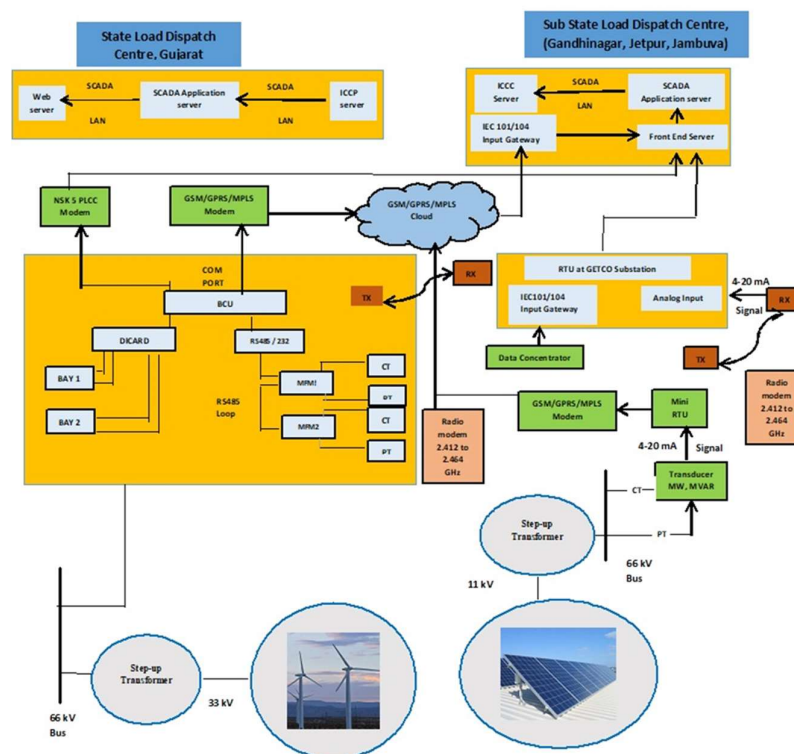 State Load Dispatch
Centre, Gujarat
Sub State Load Dispatch Centre,
(Gandhinagar, Jetpur, Jambuva)
Web
server
SCADA
LAN
SCADA Application
server
SCADA
LAN
ICCP
server
ICCC
Server
SCADA
LAN
SCADA
Application server
IEC 101/104
Input Gateway
Front End Server
NSK 5 PLCC
Modem
GSM/GPRS/MPLS
Modem
GSM/GPRS/MPLS
Cloud
COM
PORT
BCU
DICARD
RS485 / 232
BAY 1
BAY 2
RS485
Loop
MFM1
MFM2
CT
PT
CT
PT
TX
RX
RTU at GETCO Substation
IEC101/104
Input Gateway
Analog Input
4-20 mA
Signal
RX
TX
Data Concentrator
Radio
modem
2.412 to
2.464
GHz
GSM/GPRS/MPLS
Modem
Mini
RTU
Radio
modem
2.412 to
2.464 GHz
4-20 mA
Signal
Transducer
MW, MVAR
CT
PT
Step-up
Transformer
66 kV
Bus
11 kV
Step-up
Transformer
66 kV
Bus
33 kV